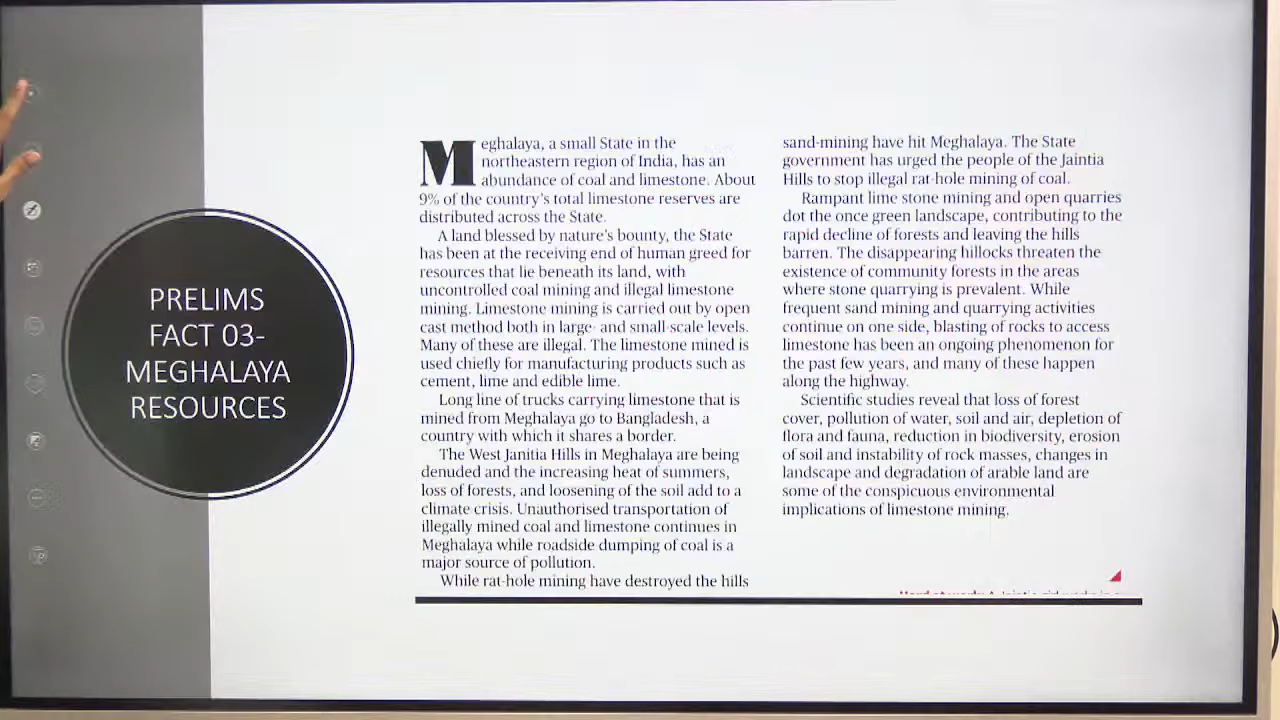 PRELIMS
FACT 03-
MEGHALAYA
RESOURCES
Meghalaya, a small State in the
northeastern region of India, has an
abundance of coal and limestone. About
9% of the country's total limestone reserves are
distributed across the State.
A land blessed by nature's bounty, the State
has been at the receiving end of human greed for
resources that lie beneath its land, with
uncontrolled coal mining and illegal limestone
mining. Limestone mining is carried out by open
cast method both in large- and small-scale levels.
Many of these are illegal. The limestone mined is
used chiefly for manufacturing products such as
cement, lime and edible lime.
Long line of trucks carrying limestone that is
mined from Meghalaya go to Bangladesh, a
country with which it shares a border.
The West Janitia Hills in Meghalaya are being
denuded and the increasing heat of summers,
loss of forests, and loosening of the soil add to a
climate crisis. Unauthorised transportation of
illegally mined coal and limestone continues in
Meghalaya while roadside dumping of coal is a
major source of pollution.
While rat-hole mining have destroyed the hills
sand-mining have hit Meghalaya. The State
government has urged the people of the Jaintia
Hills to stop illegal rat-hole mining of coal.
Rampant lime stone mining and open quarries
dot the once green landscape, contributing to the
rapid decline of forests and leaving the hills
barren. The disappearing hillocks threaten the
existence of community forests in the areas
where stone quarrying is prevalent. While
frequent sand mining and quarrying activities
continue on one side, blasting of rocks to access
limestone has been an ongoing phenomenon for
the past few years, and many of these happen
along the highway.
Scientific studies reveal that loss of forest
cover, pollution of water, soil and air, depletion of
flora and fauna, reduction in biodiversity, erosion
of soil and instability of rock masses, changes in
landscape and degradation of arable land are
some of the conspicuous environmental
implications of limestone mining.